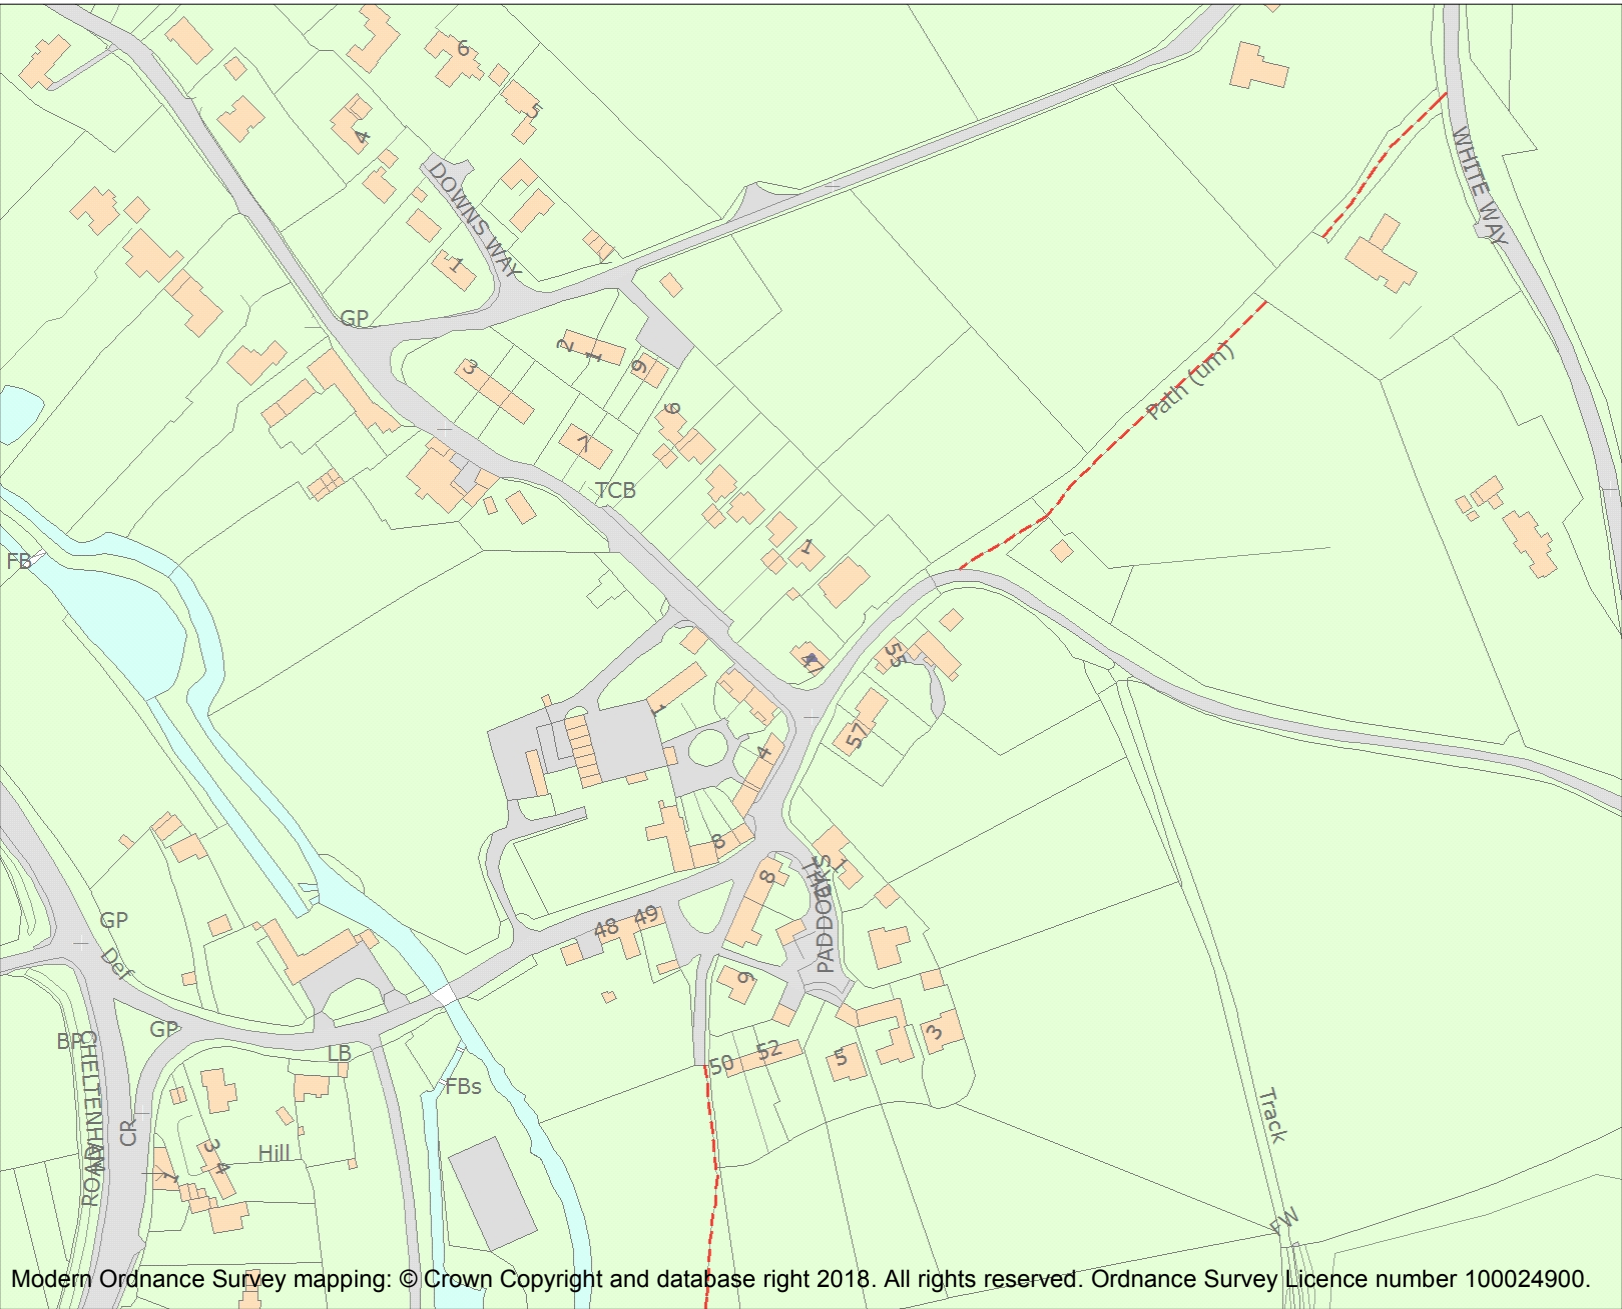 6
5
4
WHITE WAY
DOWNS WAY
1
GP
2
1
9
3
Path (um)
6
7
TCB
1
FB
47
55
1
57
4
8
1
THE
PADDOCKS
8
49
48
GP
Def
9
GP
BP
CHELTENHAM
ROAD
LB
3
52
50
5
FBs
Track
CR
3
4
Hill
1
FW
Modern Ordnance Survey mapping: © Crown Copyright and database right 2018. All rights reserved. Ordnance Survey Licence number 100024900.